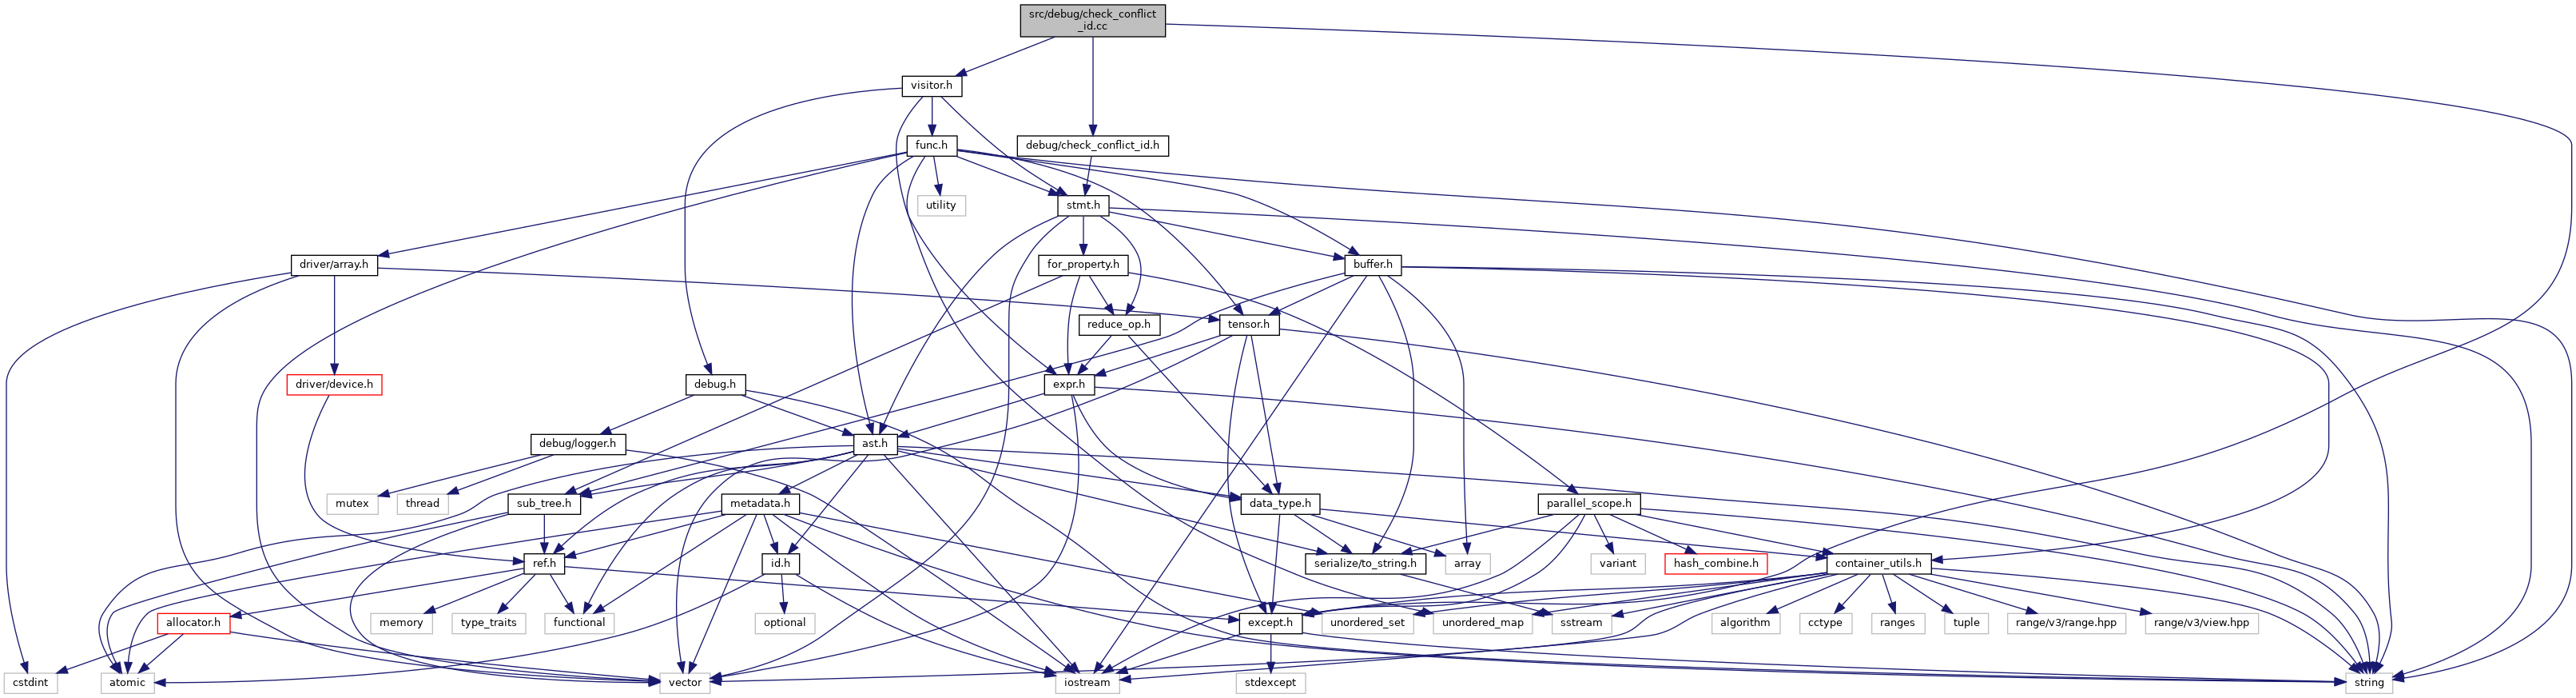 src/debug/check_conflict
_id.cc
visitor.h
func.h
debug/check_conflict_id.h
utility
stmt.h
driver/array.h
for_property.h
buffer.h
reduce_op.h
tensor.h
driver/device.h
debug.h
expr.h
debug/logger.h
ast.h
mutex
thread
sub_tree.h
metadata.h
data_type.h
parallel_scope.h
ref.h
id.h
serialize/to_string.h
array
variant
hash_combine.h
container_utils.h
allocator.h
memory
type_traits
functional
optional
except.h
unordered_set
unordered_map
sstream
algorithm
cctype
ranges
tuple
range/v3/range.hpp
range/v3/view.hpp
cstdint
atomic
vector
iostream
stdexcept
string